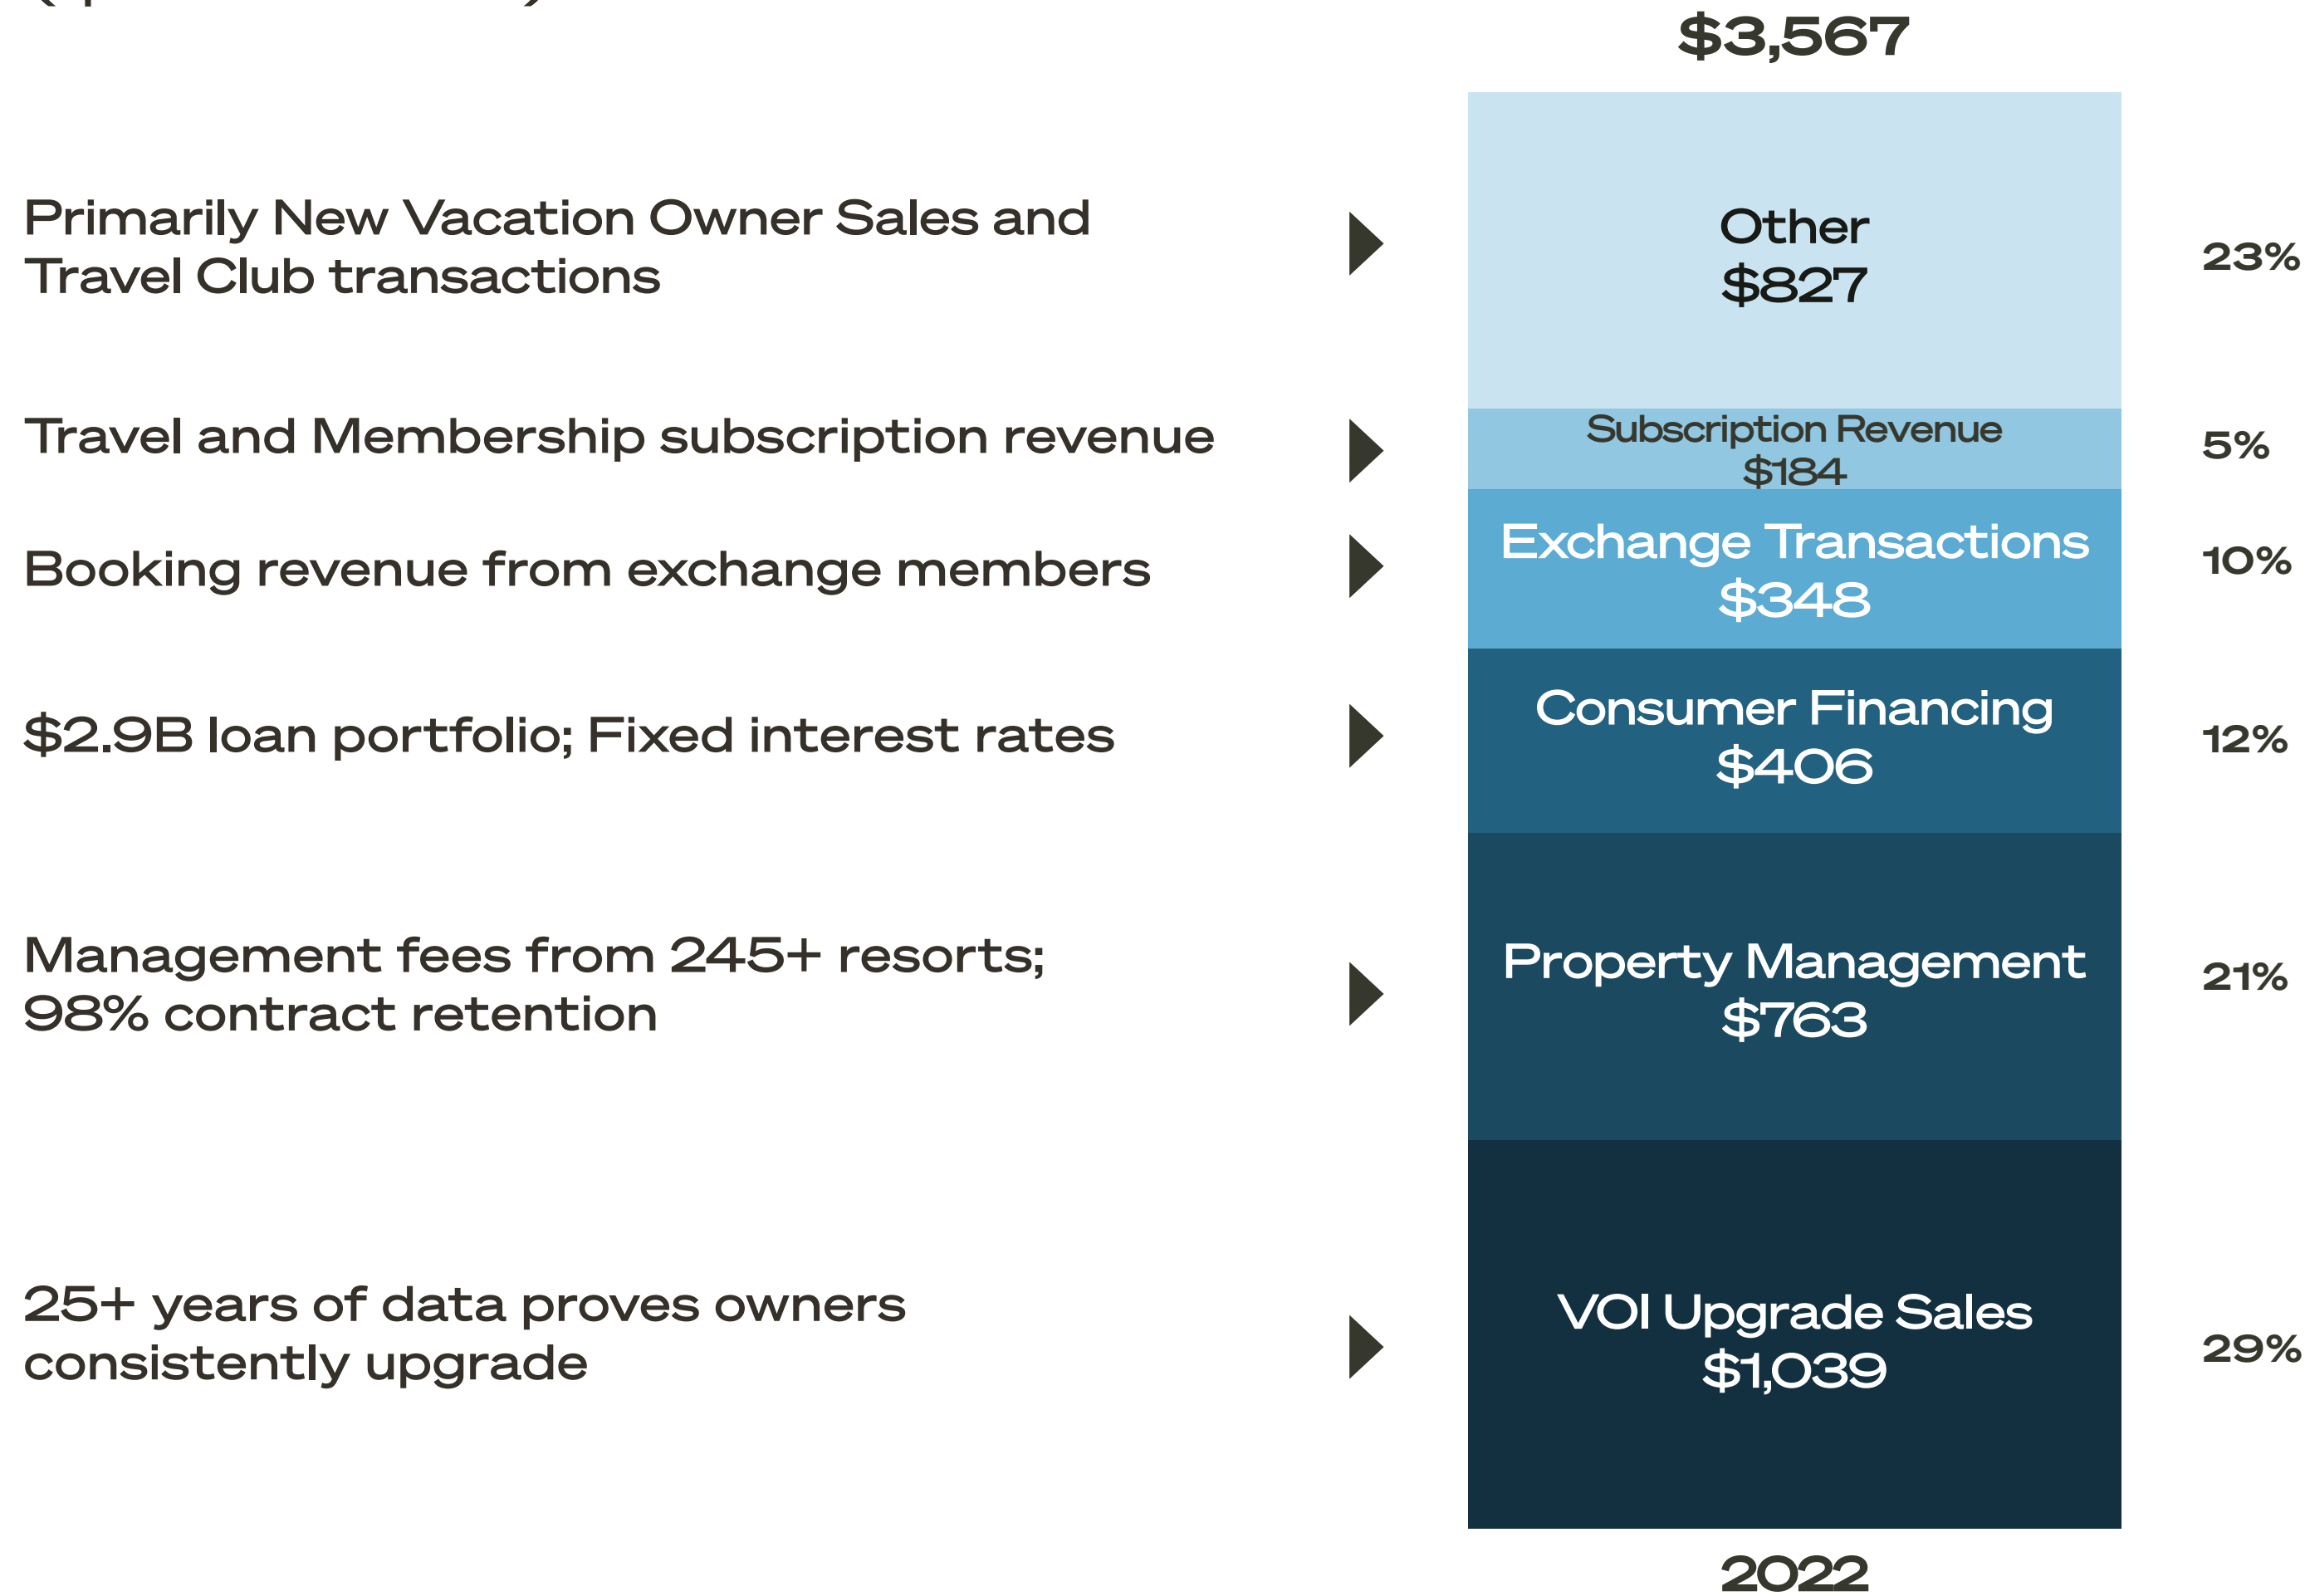 $3,567
Primarily New Vacation Owner Sales and
Travel Club transactions
Other
$827
23%
Travel and Membership subscription revenue
Subscription Revenue
$184
5%
Booking revenue from exchange members
Exchange Transactions
$348
10%
$2.9B loan portfolio; Fixed interest rates
Consumer Financing
$406
12%
Management fees from 245+ resorts;
98% contract retention
Property Management
$763
21%
25+ years of data proves owners
consistently upgrade
VOI Upgrade Sales
$1,039
29%
2022